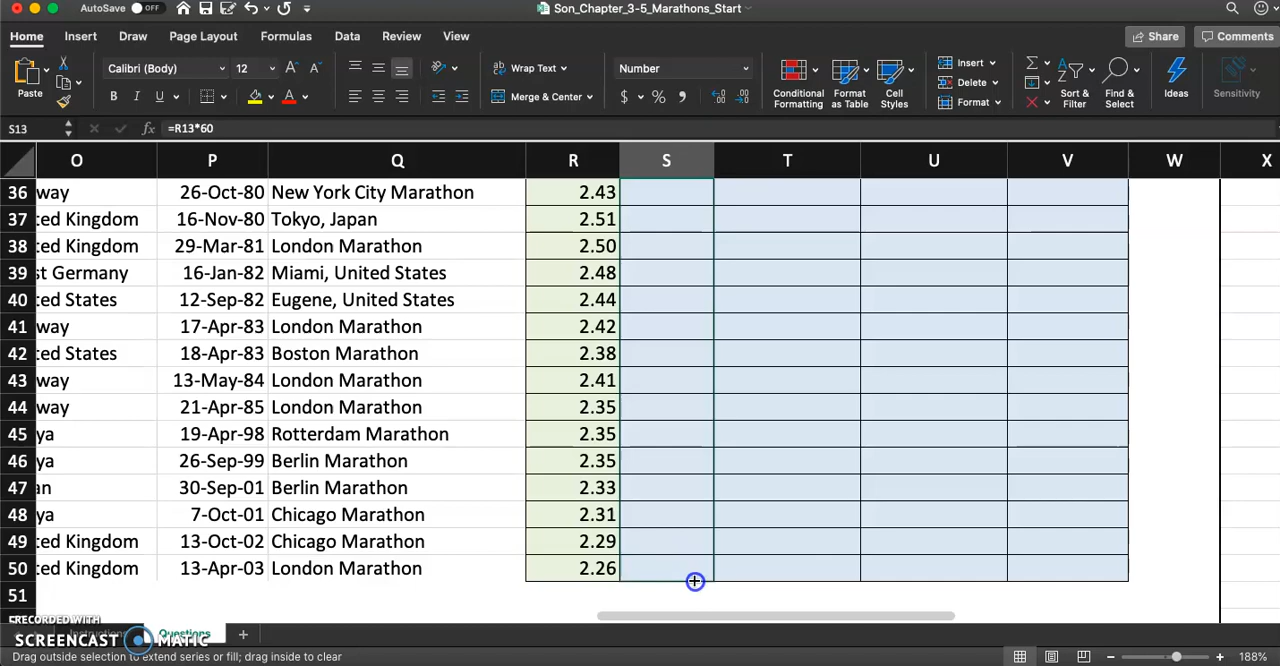 AutoSave OFF Son_Chapter_3-5_Marathons_Start
Home Insert Draw Page Layout Formulas Data Review View Share Comments
Paste Calibri (Body) 12 A A Wrap Text Number Conditional Formatting Format as Table Cell Styles Insert Delete Format Sort & Filter Find & Select Ideas Sensitivity
B I U A Merge & Center $ % ,
S13 fx =R13*60
O P Q R S T U V W X
36 way 26-Oct-80 New York City Marathon 2.43
37 ted Kingdom 16-Nov-80 Tokyo, Japan 2.51
38 ted Kingdom 29-Mar-81 London Marathon 2.50
39 st Germany 16-Jan-82 Miami, United States 2.48
40 ted States 12-Sep-82 Eugene, United States 2.44
41 way 17-Apr-83 London Marathon 2.42
42 ted States 18-Apr-83 Boston Marathon 2.38
43 way 13-May-84 London Marathon 2.41
44 way 21-Apr-85 London Marathon 2.35
45 ya 19-Apr-98 Rotterdam Marathon 2.35
46 ya 26-Sep-99 Berlin Marathon 2.35
47 an 30-Sep-01 Berlin Marathon 2.33
48 ya 7-Oct-01 Chicago Marathon 2.31
49 ted Kingdom 13-Oct-02 Chicago Marathon 2.29
50 ted Kingdom 13-Apr-03 London Marathon 2.26
51
RECORDED WITH
Instructions Questions +
SCREENCAST MATIC
Drag outside selection to extend series or fill; drag inside to clear 188%